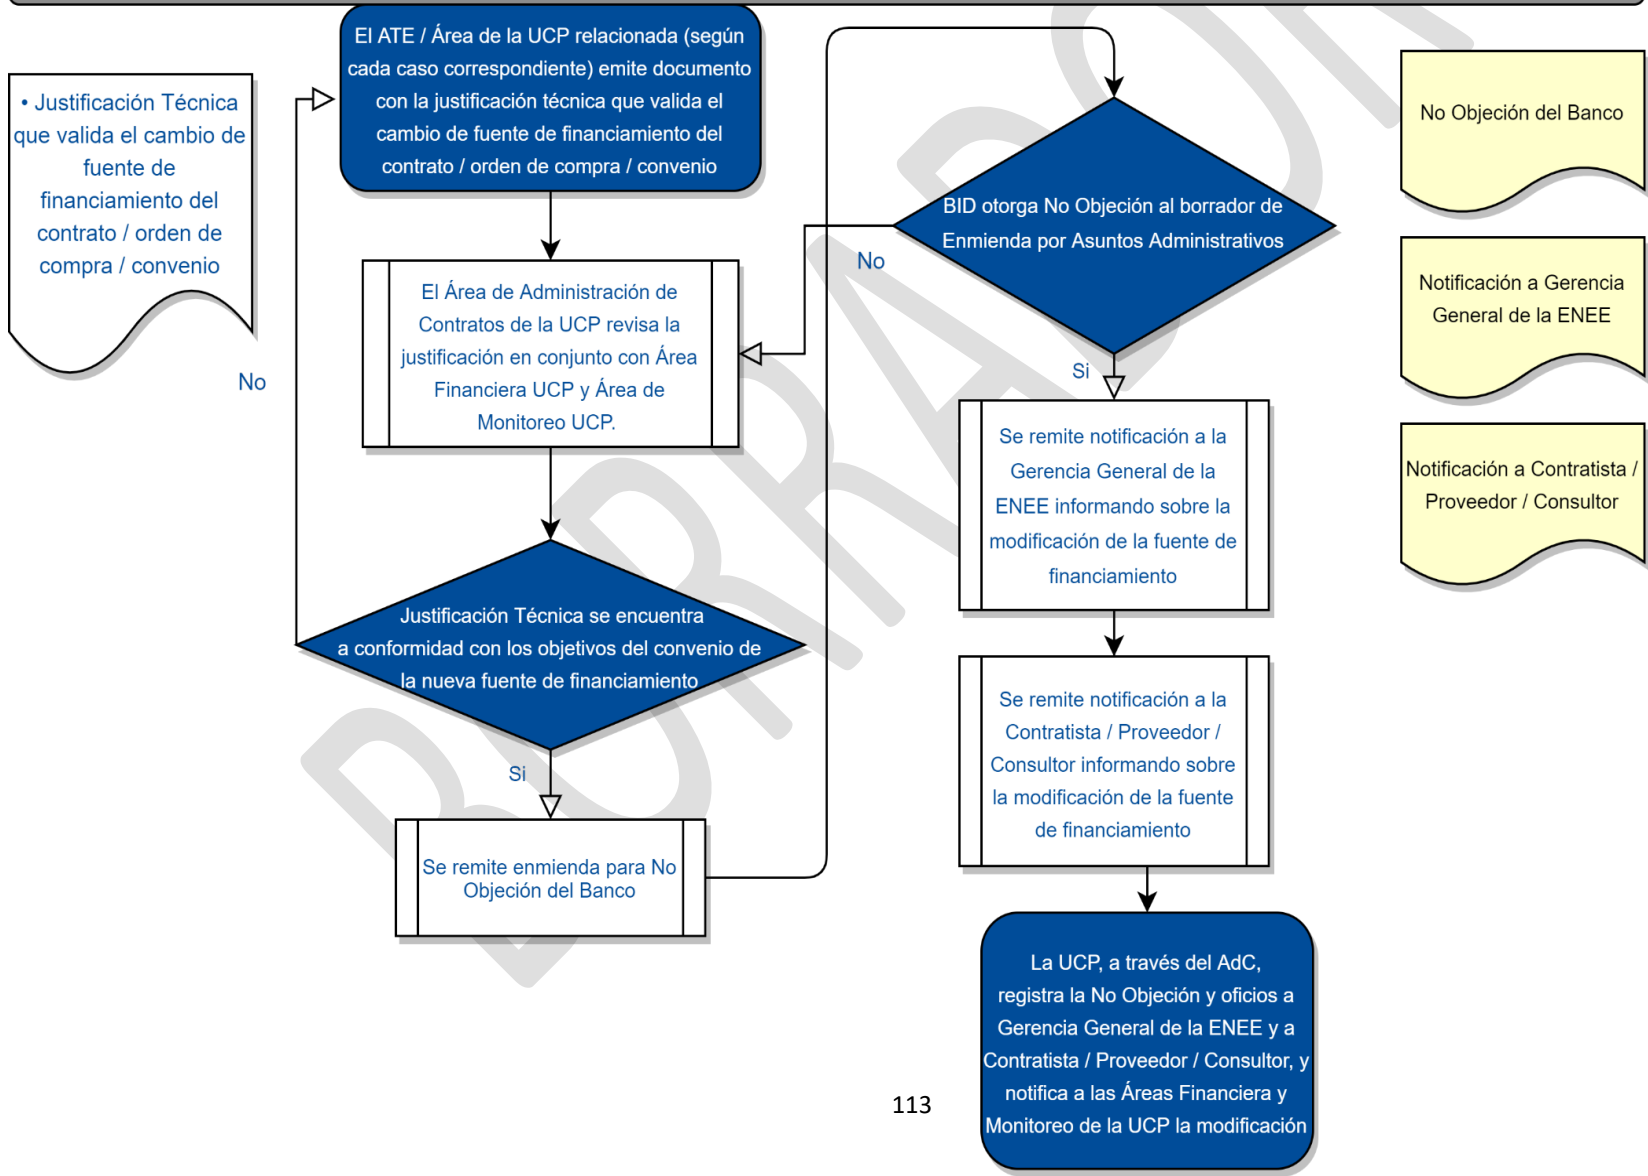 • Justificación Técnica
que valida el cambio de
fuente de
financiamiento del
contrato / orden de
compra / convenio
El ATE / Área de la UCP relacionada (según
cada caso correspondiente) emite documento
con la justificación técnica que valida el
cambio de fuente de financiamiento del
contrato / orden de compra / convenio
El Área de Administración de
Contratos de la UCP revisa la
justificación en conjunto con Área
Financiera UCP y Área de
Monitoreo UCP.
No
Justificación Técnica se encuentra
a conformidad con los objetivos del convenio de
la nueva fuente de financiamiento
Si
Se remite enmienda para No
Objeción del Banco
BID otorga No Objeción al borrador de
Enmienda por Asuntos Administrativos
No
Si
Se remite notificación a la
Gerencia General de la
ENEE informando sobre la
modificación de la fuente de
financiamiento
Se remite notificación a la
Contratista / Proveedor /
Consultor informando sobre
la modificación de la fuente
de financiamiento
La UCP, a través del AdC,
registra la No Objeción y oficios a
Gerencia General de la ENEE y a
Contratista / Proveedor / Consultor, y
notifica a las Áreas Financiera y
Monitoreo de la UCP la modificación
No Objeción del Banco
Notificación a Gerencia
General de la ENEE
Notificación a Contratista /
Proveedor / Consultor
BORRADOR
113